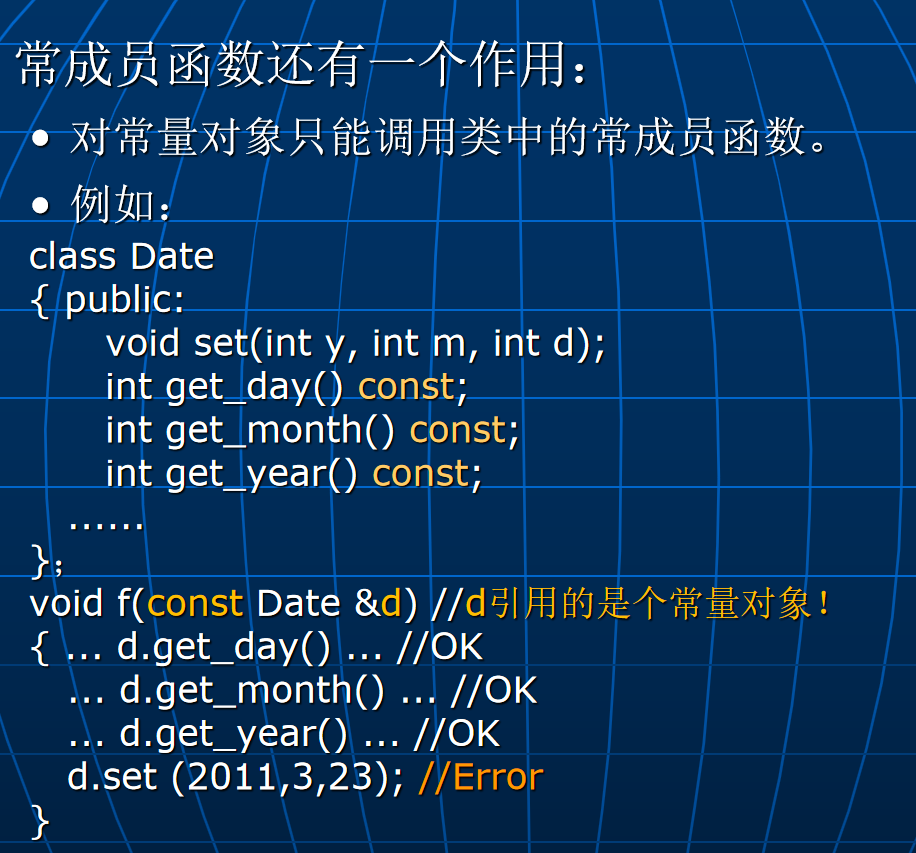 常成员函数还有一个作用：
• 对常量对象只能调用类中的常成员函数。
• 例如：
class Date
{ public:
void set(int y, int m, int d);
int get_day() const;
int get_month() const;
int get_year() const;
......
}；
void f(const Date &d) //d引用的是个常量对象！
{ ... d.get_day() ... //OK
... d.get_month() ... //OK
... d.get_year() ... //OK
d.set (2011,3,23); //Error
}